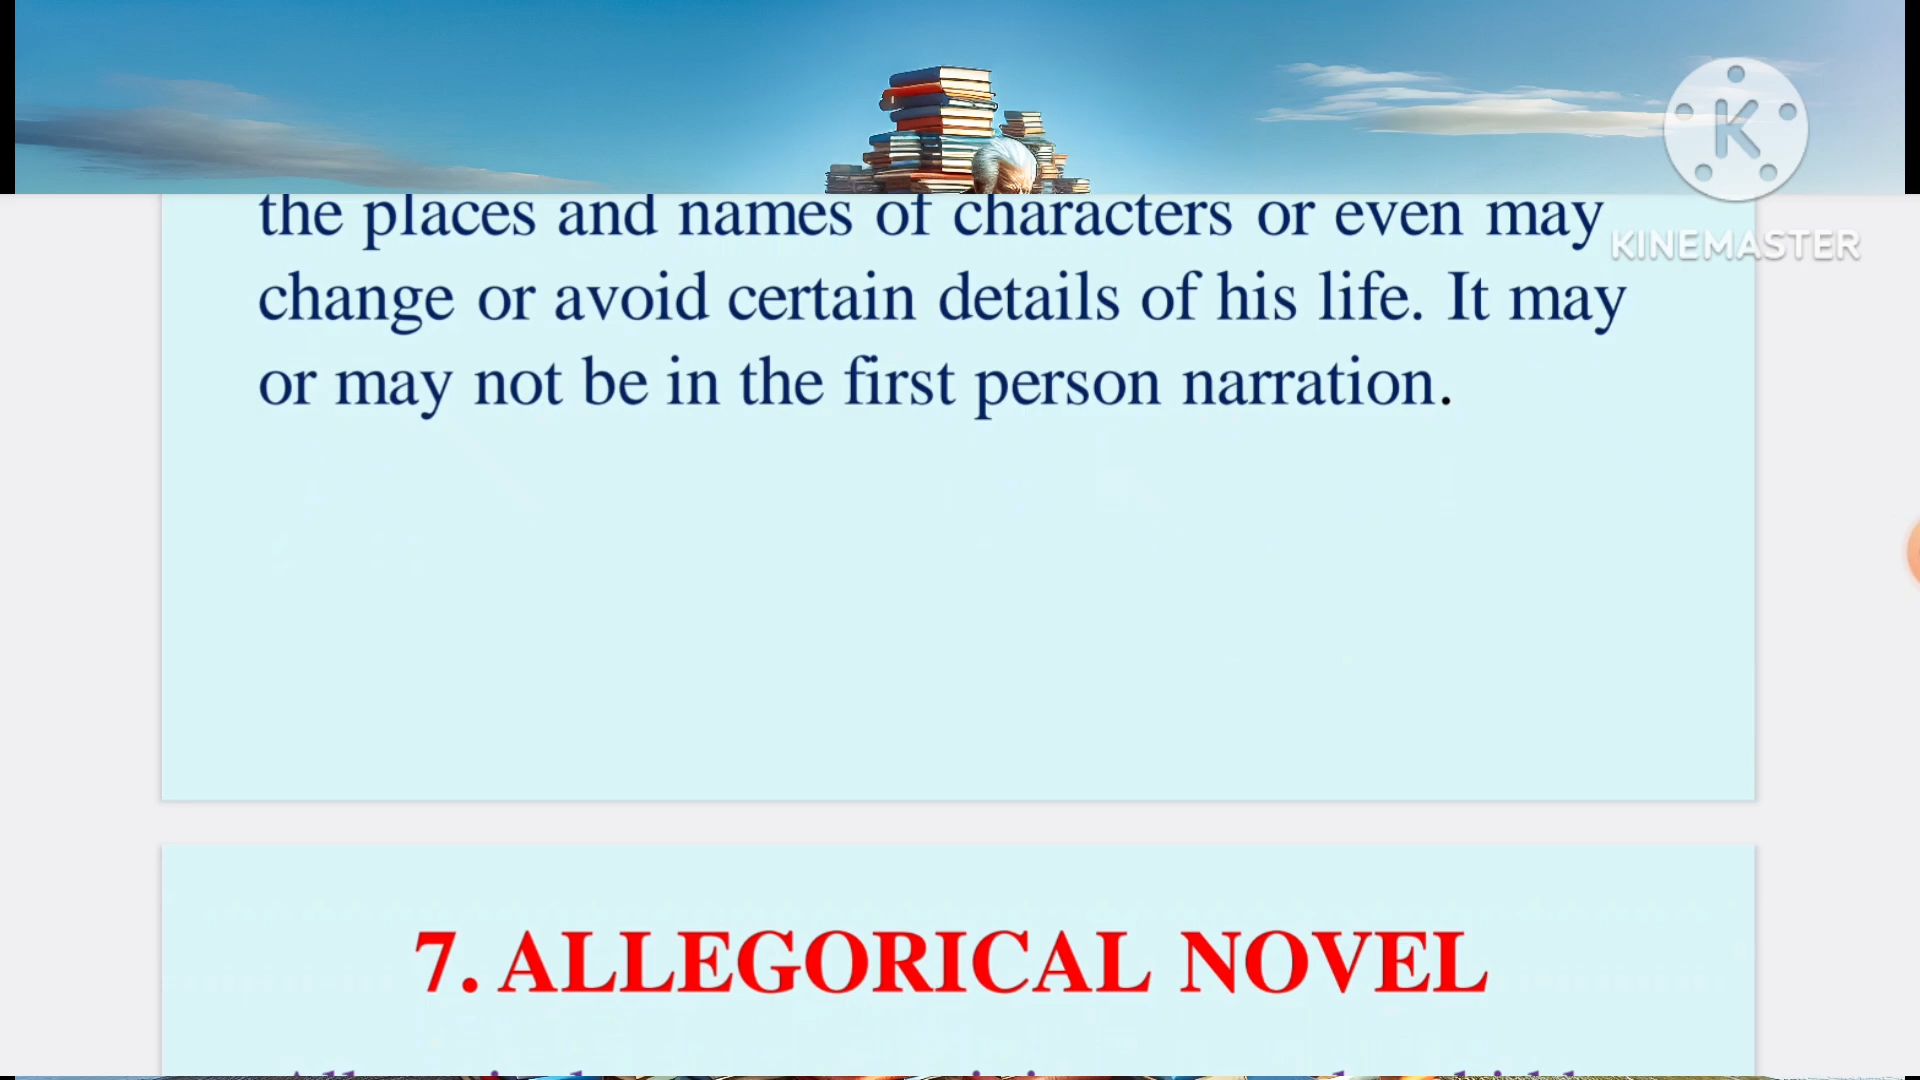 KINEMASTER
the places and names of characters or even may
change or avoid certain details of his life. It may
or may not be in the first person narration.
7. ALLEGORICAL NOVEL